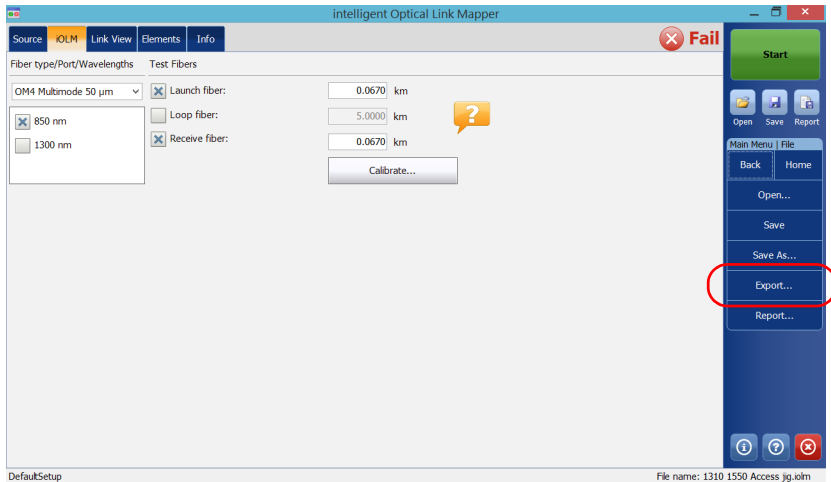 intelligent Optical Link Mapper
Source iOLM Link View Elements Info
Fail
Start
Fiber type/Port/Wavelengths Test Fibers
OM4 Multimode 50 µm
Launch fiber: 0.0670 km
850 nm
Loop fiber: 5.0000 km
?
1300 nm
Receive fiber: 0.0670 km
Calibrate...
Open Save Report
Main Menu | File
Back Home
Open...
Save
Save As...
Export...
Report...
DefaultSetup
File name: 1310 1550 Access jig.iolm